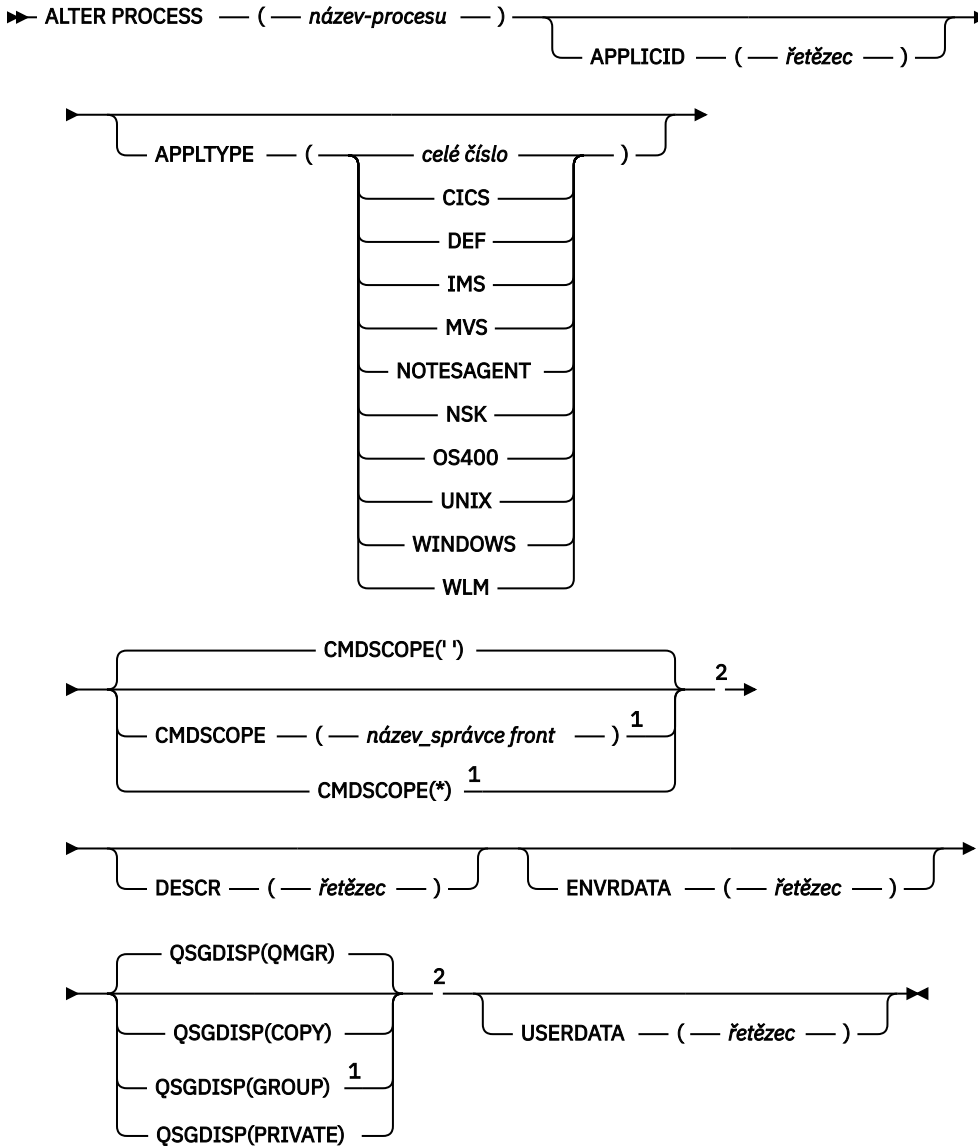 ALTER PROCESS ( název-procesu )
APPLICID ( řetězec )
APPLTYPE ( celé číslo )
CICS
DEF
IMS
MVS
NOTESAGENT
NSK
OS400
UNIX
WINDOWS
WLM
CMDSCOPE(' ')
2
CMDSCOPE ( název_správce front ) 1
CMDSCOPE(*) 1
DESCR ( řetězec ) ENVRDATA ( řetězec )
QSGDISP(QMGR)
2
QSGDISP(COPY) USERDATA ( řetězec )
QSGDISP(GROUP) 1
QSGDISP(PRIVATE)